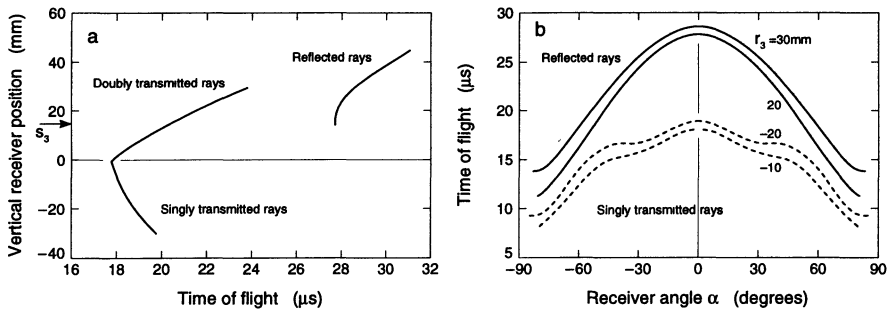 a
Vertical receiver position (mm)
60
40
20
0
−20
−40
S3
Doubly transmitted rays
Reflected rays
Singly transmitted rays
16 18 20 22 24 26 28 30 32
Time of flight (μs)
b
Time of flight (μs)
30
25
20
15
10
5
Reflected rays
r3 =30mm
20
−20
−10
Singly transmitted rays
−90 −60 −30 0 30 60 90
Receiver angle α (degrees)